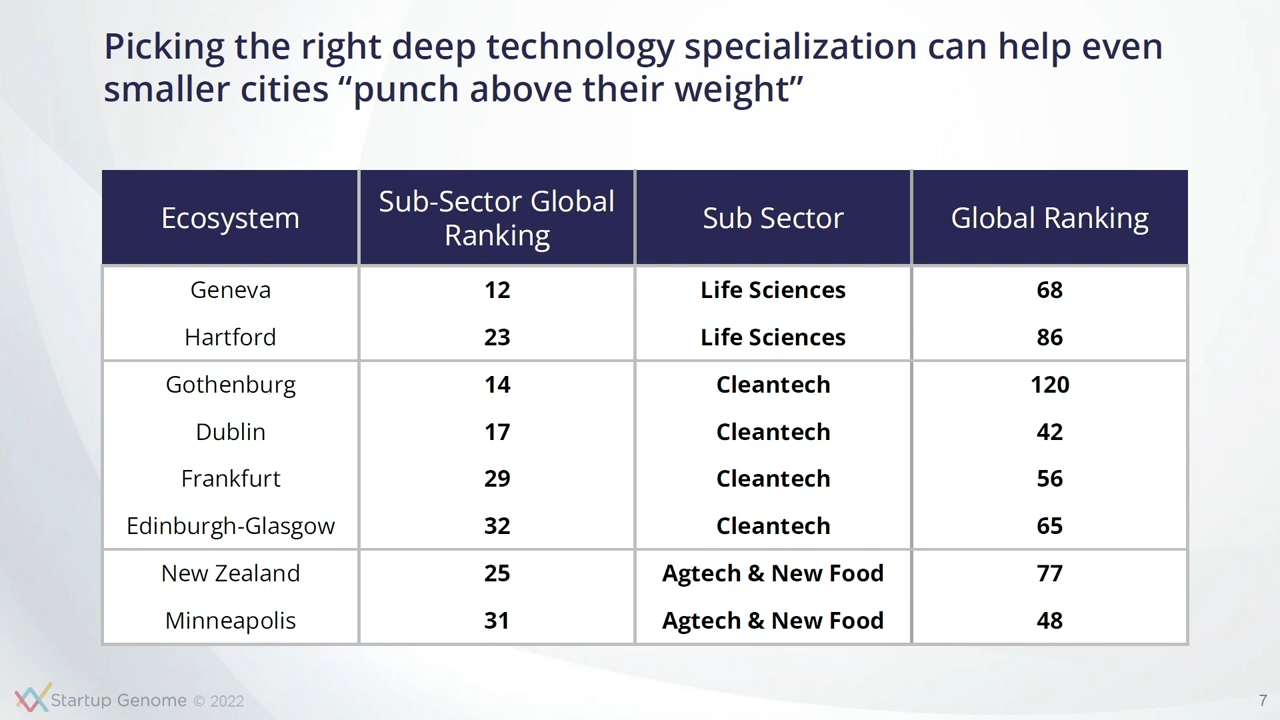 Picking the right deep technology specialization can help even
smaller cities “punch above their weight”
Ecosystem Sub-Sector Global Ranking Sub Sector Global Ranking
Geneva 12 Life Sciences 68
Hartford 23 Life Sciences 86
Gothenburg 14 Cleantech 120
Dublin 17 Cleantech 42
Frankfurt 29 Cleantech 56
Edinburgh-Glasgow 32 Cleantech 65
New Zealand 25 Agtech & New Food 77
Minneapolis 31 Agtech & New Food 48
Startup Genome © 2022
7